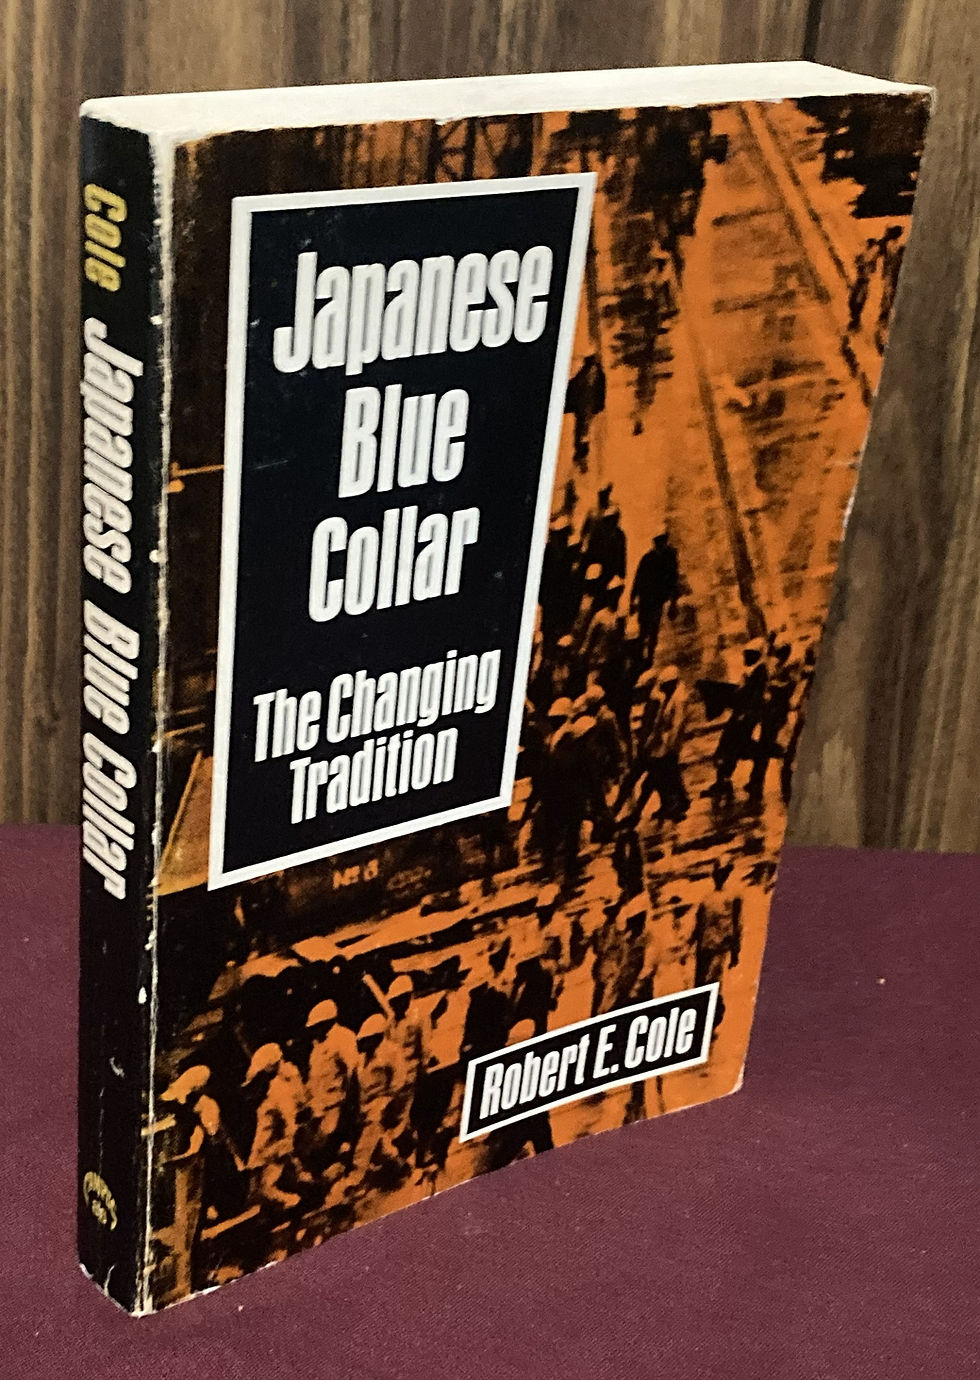 Japanese
Blue
Collar
The Changing
Tradition
Robert E. Cole
Cole Japanese Blue Collar